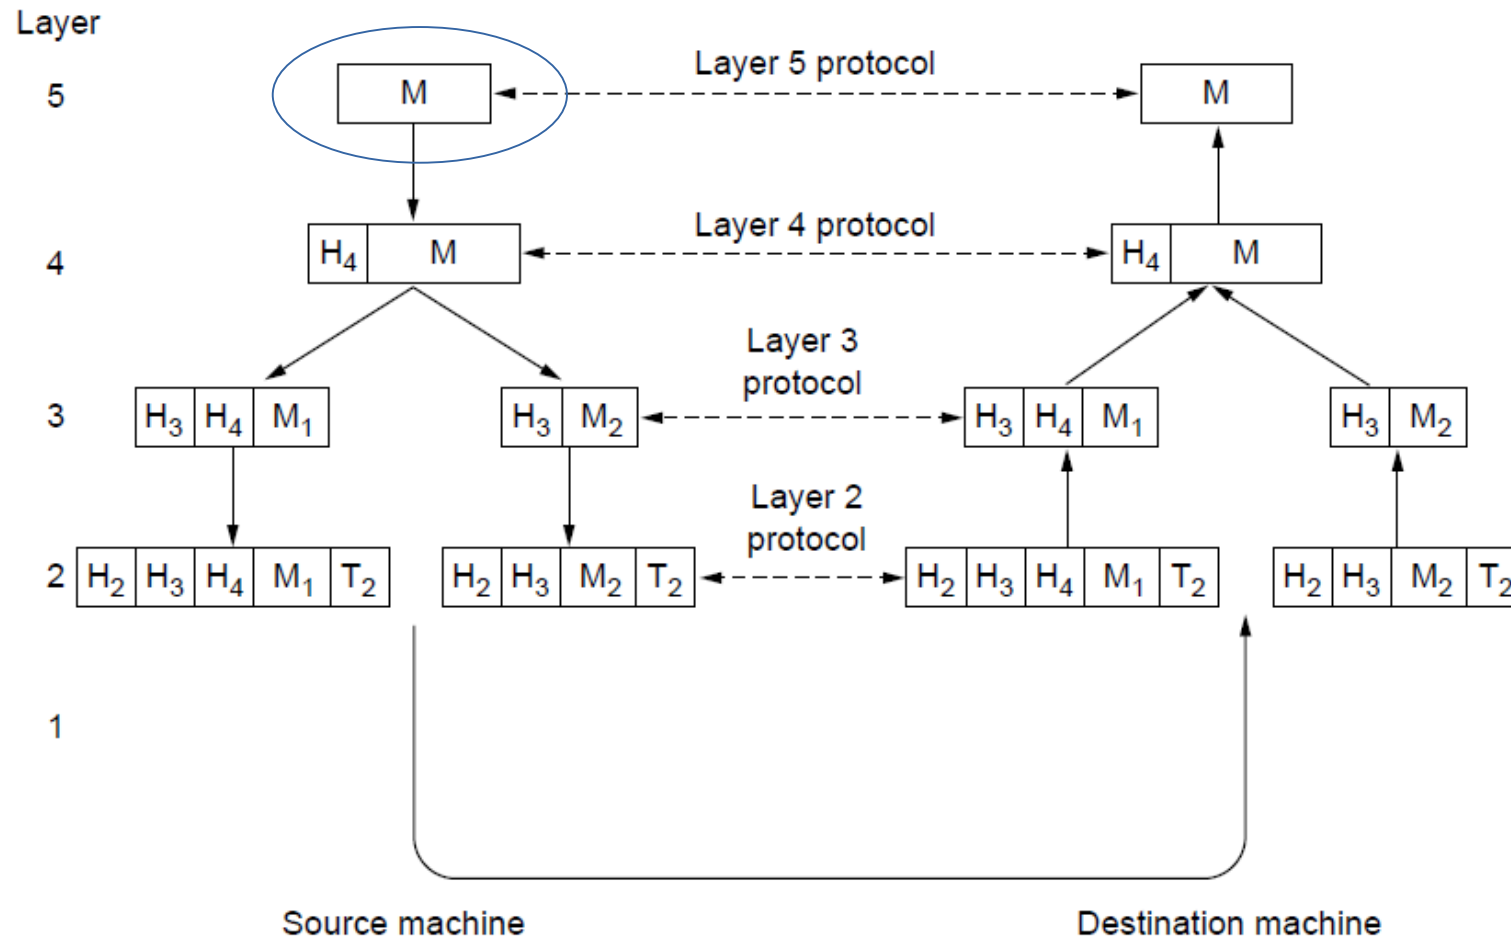 Layer
5 M Layer 5 protocol M
4 H4 M Layer 4 protocol H4 M
Layer 3
protocol
3 H3 H4 M1 H3 M2 H3 H4 M1 H3 M2
Layer 2
protocol
2 H2 H3 H4 M1 T2 H2 H3 M2 T2 H2 H3 H4 M1 T2 H2 H3 M2 T2
1
Source machine Destination machine